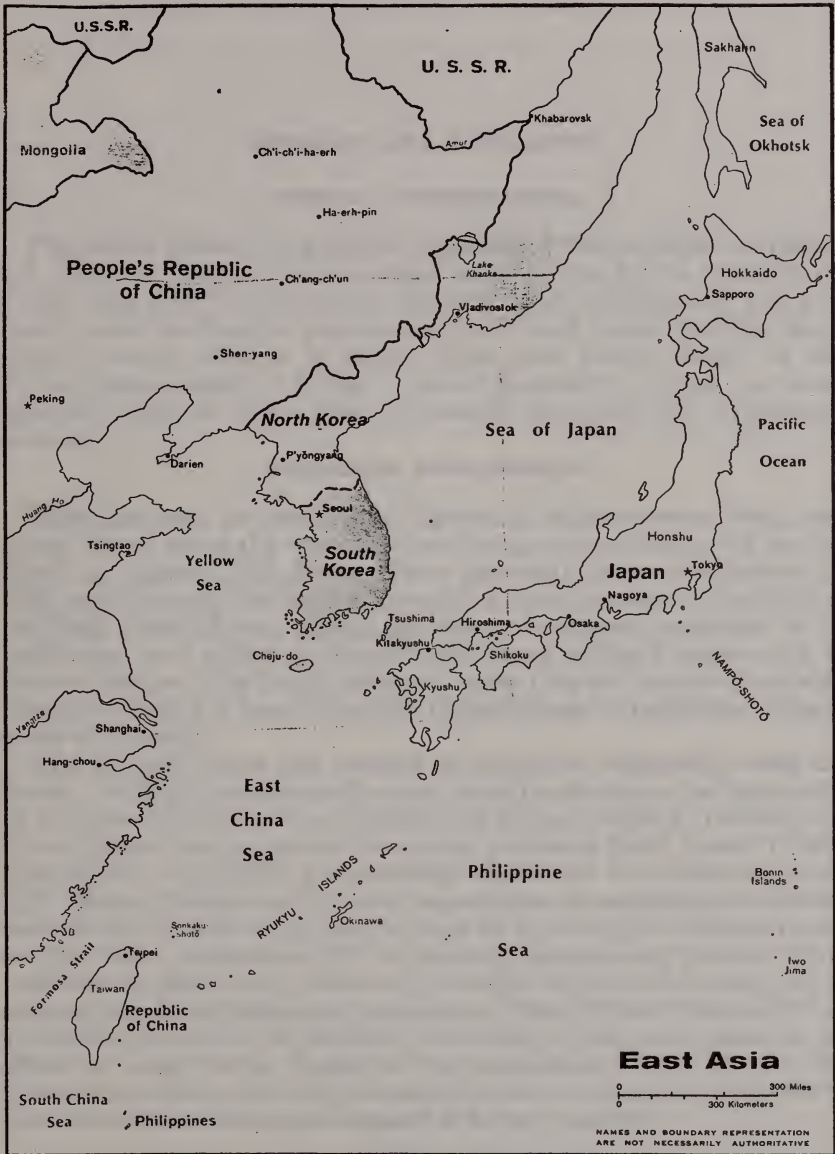 U.S.S.R.
U. S. S. R.
Sakhalin
Sea of
Okhotsk
Khabarovsk
Amur
Mongolia
Ch'i-ch'i-ha-erh
Ha-erh-pin
Lake
Khanka
Hokkaido
Sapporo
People's Republic
of China
Ch'ang-ch'un
Vladivostok
Shen-yang
Peking
North Korea
Sea of Japan
Pacific
Ocean
Darien
P'yŏngyang
Huang Ho
Seoul
Tsingtao
Yellow
Sea
South
Korea
Honshu
Japan
Tokyo
Nagoya
Tsushima
Hiroshima
Osaka
Kitakyushu
Shikoku
Cheju-do
Kyushu
NAMPŌ-SHOTŌ
Yangtze
Shanghai
Hang-chou
East
China
Sea
RYUKYU ISLANDS
Philippine
Sea
Bonin
Islands
Okinawa
Senkaku-
shotō
Iwo
Jima
Formosa Strait
Taipei
Taiwan
Republic
of China
East Asia
0 300 Miles
0 300 Kilometers
South China
Sea
Philippines
NAMES AND BOUNDARY REPRESENTATION
ARE NOT NECESSARILY AUTHORITATIVE